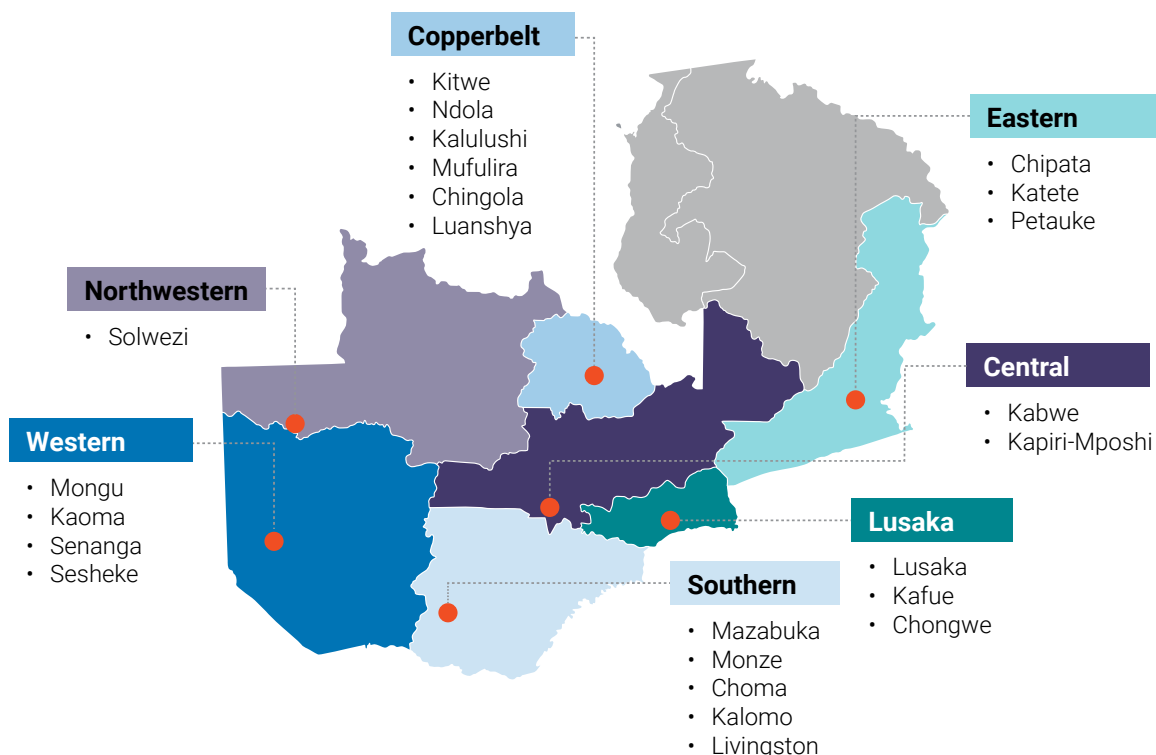 Copperbelt
• Kitwe
• Ndola
• Kalulushi
• Mufulira
• Chingola
• Luanshya
Eastern
• Chipata
• Katete
• Petauke
Northwestern
• Solwezi
Central
• Kabwe
• Kapiri-Mposhi
Western
• Mongu
• Kaoma
• Senanga
• Sesheke
Lusaka
• Lusaka
• Kafue
• Chongwe
Southern
• Mazabuka
• Monze
• Choma
• Kalomo
• Livingston